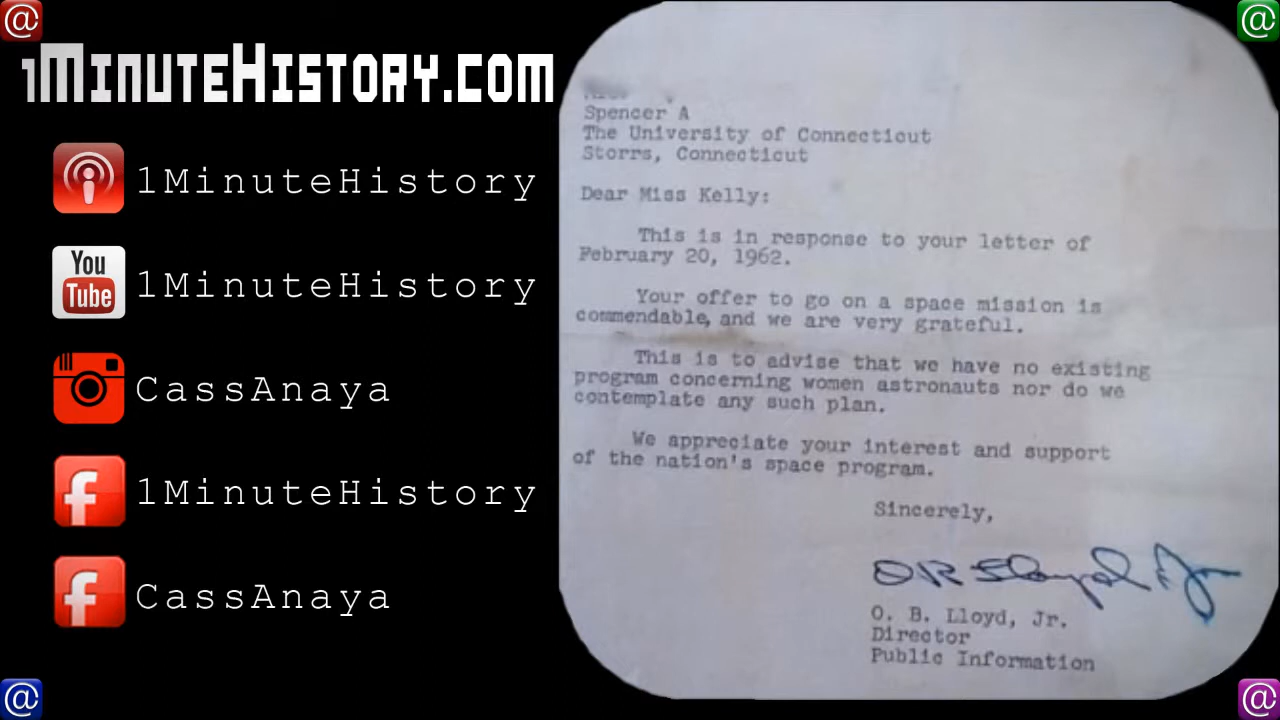 1MinuteHistory.com
1MinuteHistory
You
Tube
1MinuteHistory
CassAnaya
f
1MinuteHistory
f
CassAnaya
@
@
@
@
Spencer A
The University of Connecticut
Storrs, Connecticut
Dear Miss Kelly:
This is in response to your letter of
February 20, 1962.
Your offer to go on a space mission is
commendable, and we are very grateful.
This is to advise that we have no existing
program concerning women astronauts nor do we
contemplate any such plan.
We appreciate your interest and support
of the nation's space program.
Sincerely,
O. B. Lloyd, Jr.
Director
Public Information